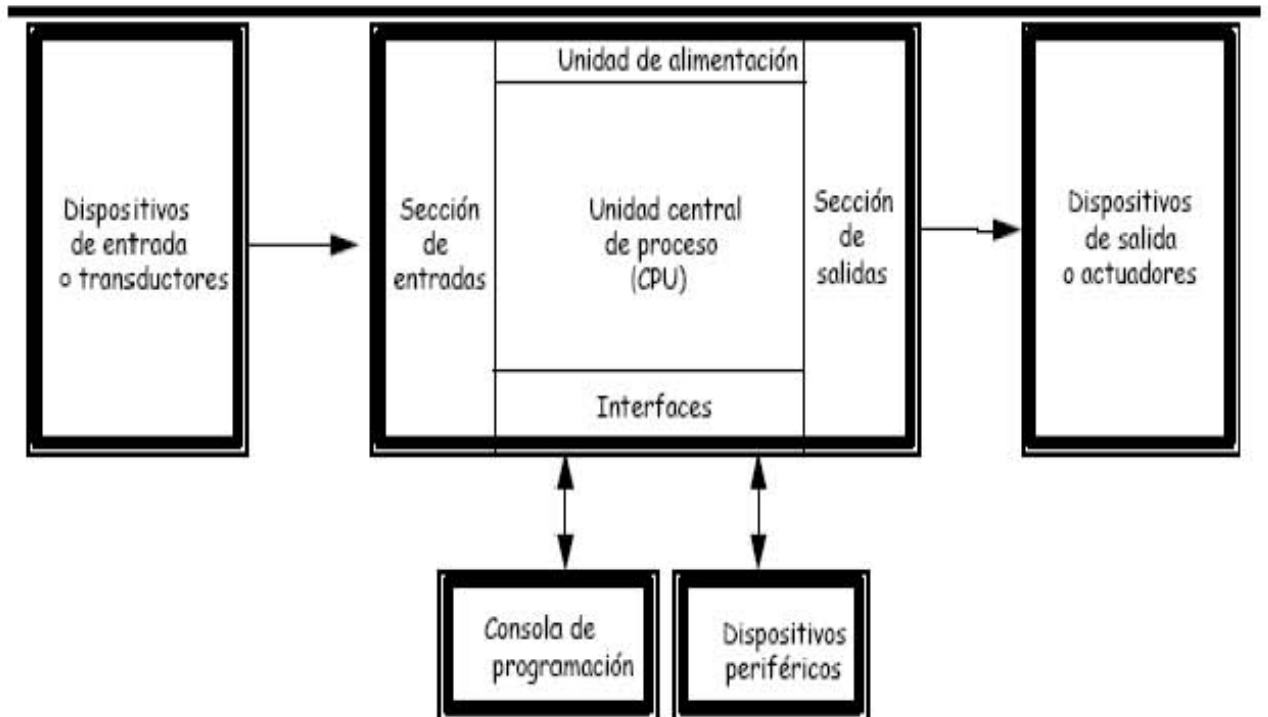 Unidad de alimentación
Dispositivos
de entrada
o transductores
Sección
de
entradas
Unidad central
de proceso
(CPU)
Sección
de
salidas
Dispositivos
de salida
o actuadores
Interfaces
Consola de
programación
Dispositivos
periféricos